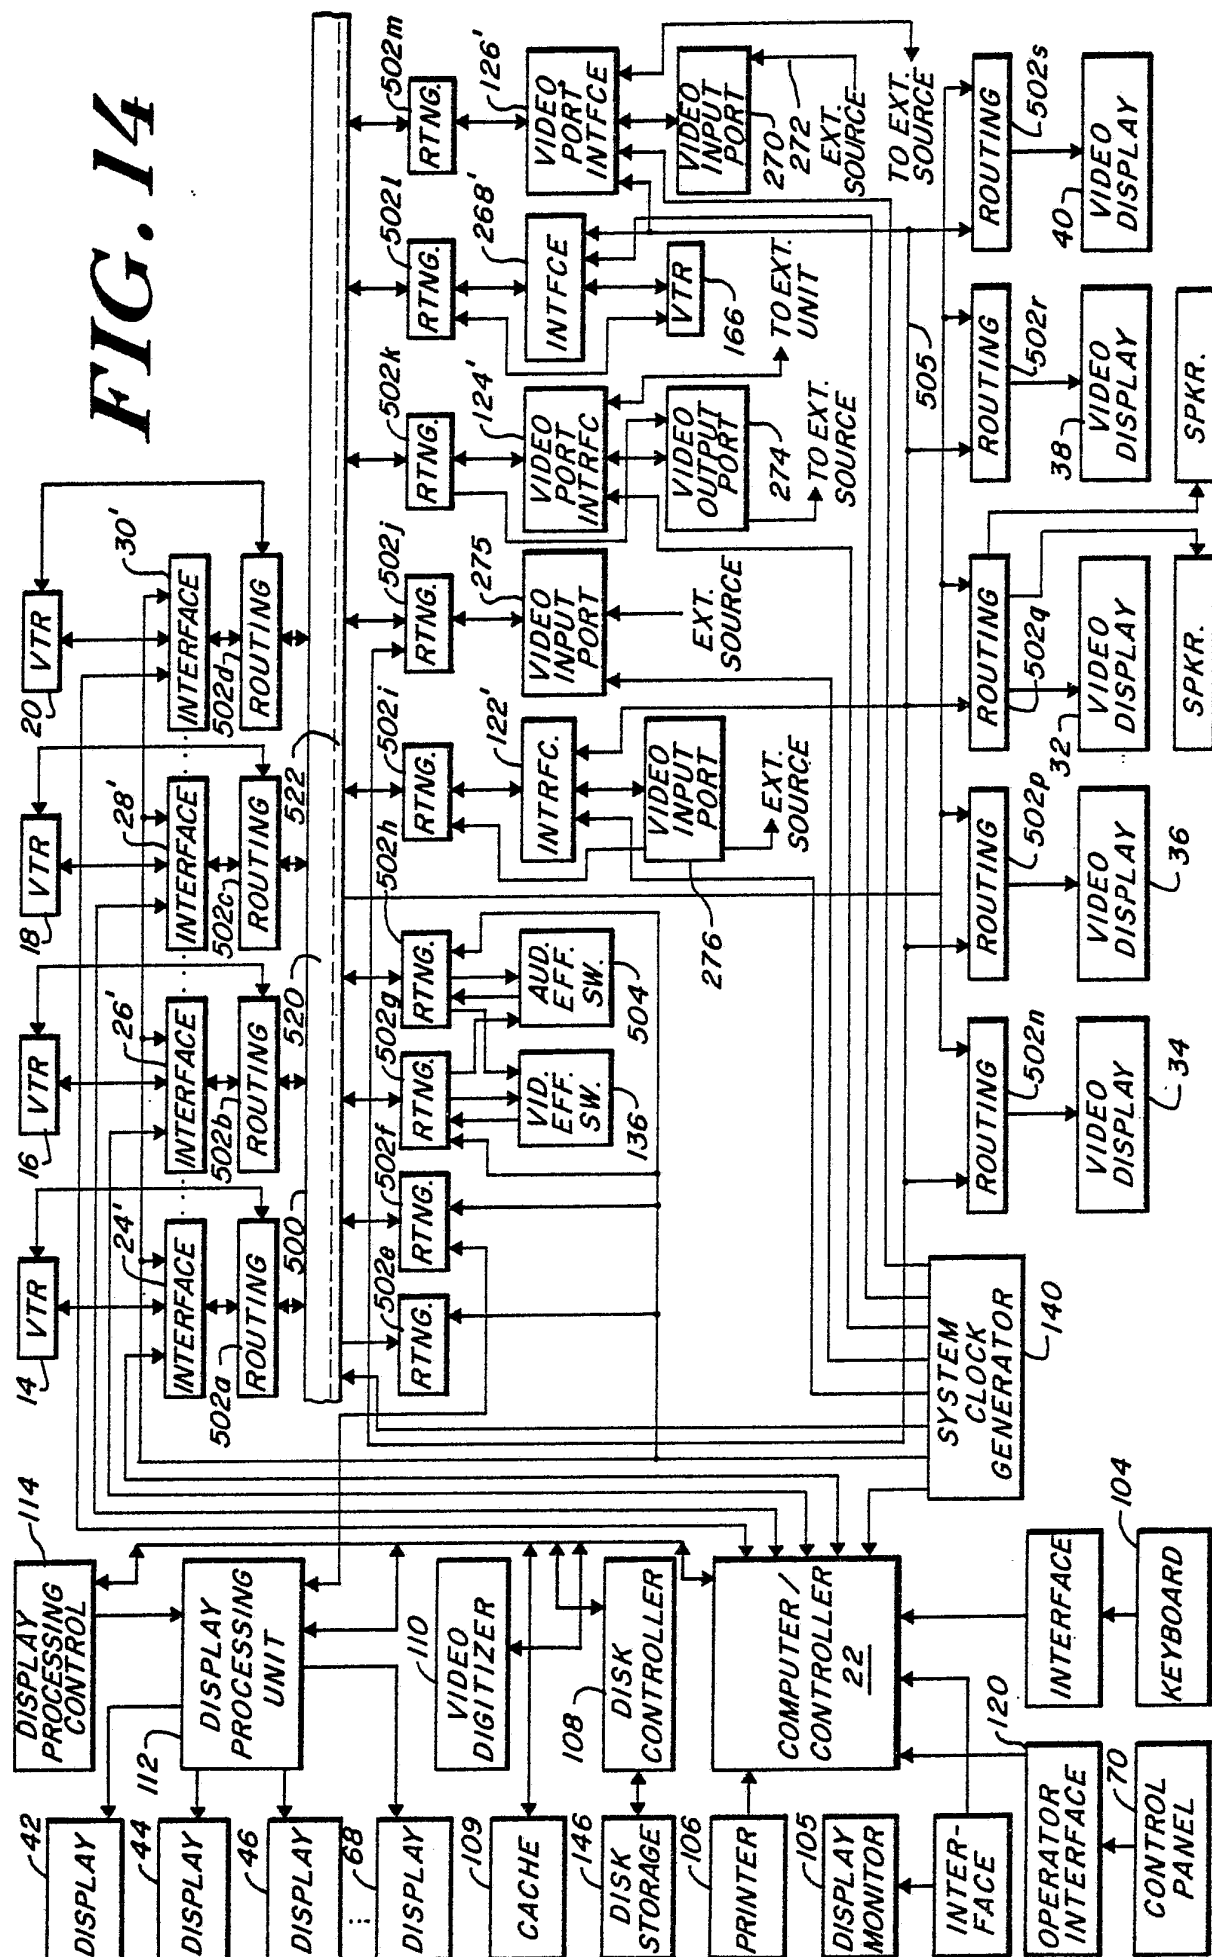 FIG. 14
114
DISPLAY
PROCESSING
CONTROL
42
DISPLAY
112
DISPLAY
PROCESSING
UNIT
44
DISPLAY
46
DISPLAY
68
DISPLAY
110
VIDEO
DIGITIZER
109
CACHE
108
DISK
CONTROLLER
146
DISK
STORAGE
COMPUTER/
CONTROLLER
22
106
PRINTER
105
DISPLAY
MONITOR
INTER-
FACE
120
OPERATOR
INTERFACE
70
CONTROL
PANEL
INTERFACE
104
KEYBOARD
SYSTEM
CLOCK
GENERATOR
140
14
VTR
16
VTR
18
VTR
20
VTR
24'
INTERFACE
26'
INTERFACE
28'
INTERFACE
30'
INTERFACE
502a
ROUTING
502b
ROUTING
502c
ROUTING
502d
ROUTING
500
520
522
502e
RTNG.
502f
RTNG.
502g
RTNG.
502h
RTNG.
502i
RTNG.
502j
RTNG.
502k
RTNG.
502l
RTNG.
502m
RTNG.
VID.
EFF.
SW.
136
AUD.
EFF.
SW.
504
122'
INTRFC.
VIDEO
INPUT
PORT
276
EXT.
SOURCE
275
VIDEO
INPUT
PORT
EXT.
SOURCE
124'
VIDEO
PORT
INTRFC
VIDEO
OUTPUT
PORT
274
TO EXT.
SOURCE
TO EXT.
UNIT
268'
INTFCE
VTR
166
126'
VIDEO
PORT
INTFCE
VIDEO
INPUT
PORT
270
272
EXT.
SOURCE
TO EXT.
SOURCE
505
ROUTING
502n
VIDEO
DISPLAY
34
ROUTING
502p
VIDEO
DISPLAY
36
ROUTING
502q
32
VIDEO
DISPLAY
SPKR.
ROUTING
502r
38
VIDEO
DISPLAY
SPKR.
ROUTING
502s
40
VIDEO
DISPLAY